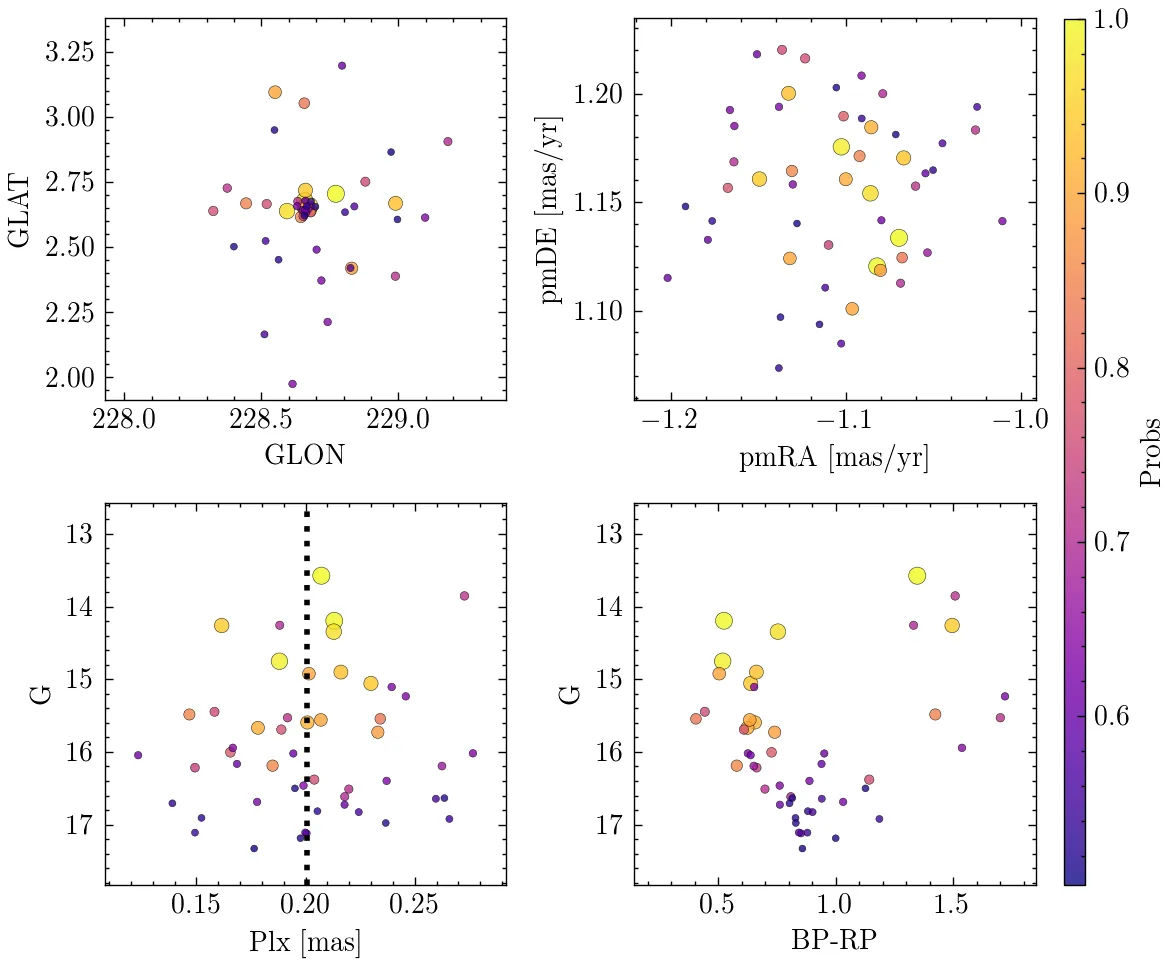 3.25
3.00
2.75
2.50
2.25
2.00
GLAT
228.0 228.5 229.0
GLON
1.20
1.15
1.10
pmDE [mas/yr]
−1.2 −1.1 −1.0
pmRA [mas/yr]
1.0
0.9
0.8
0.7
0.6
Probs
13
14
15
16
17
G
0.15 0.20 0.25
Plx [mas]
13
14
15
16
17
G
0.5 1.0 1.5
BP-RP